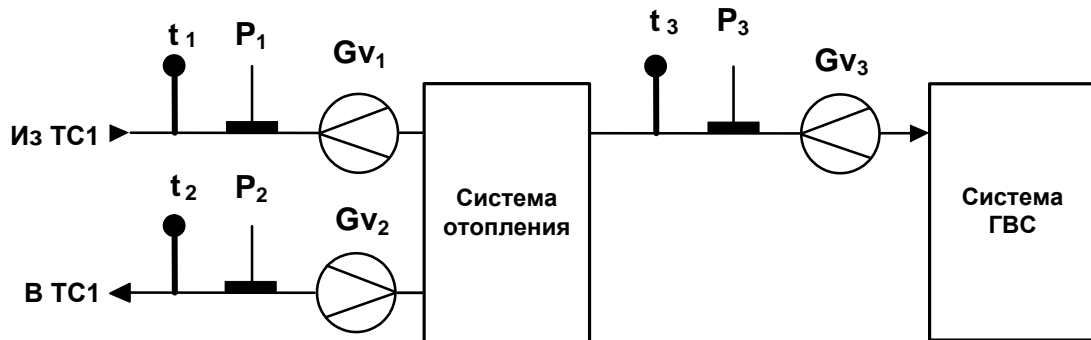 t 1 P1 Gv1 t 3 P3 Gv3
Из ТС1
t 2 P2 Gv2
Система
отопления
Система
ГВС
В ТС1